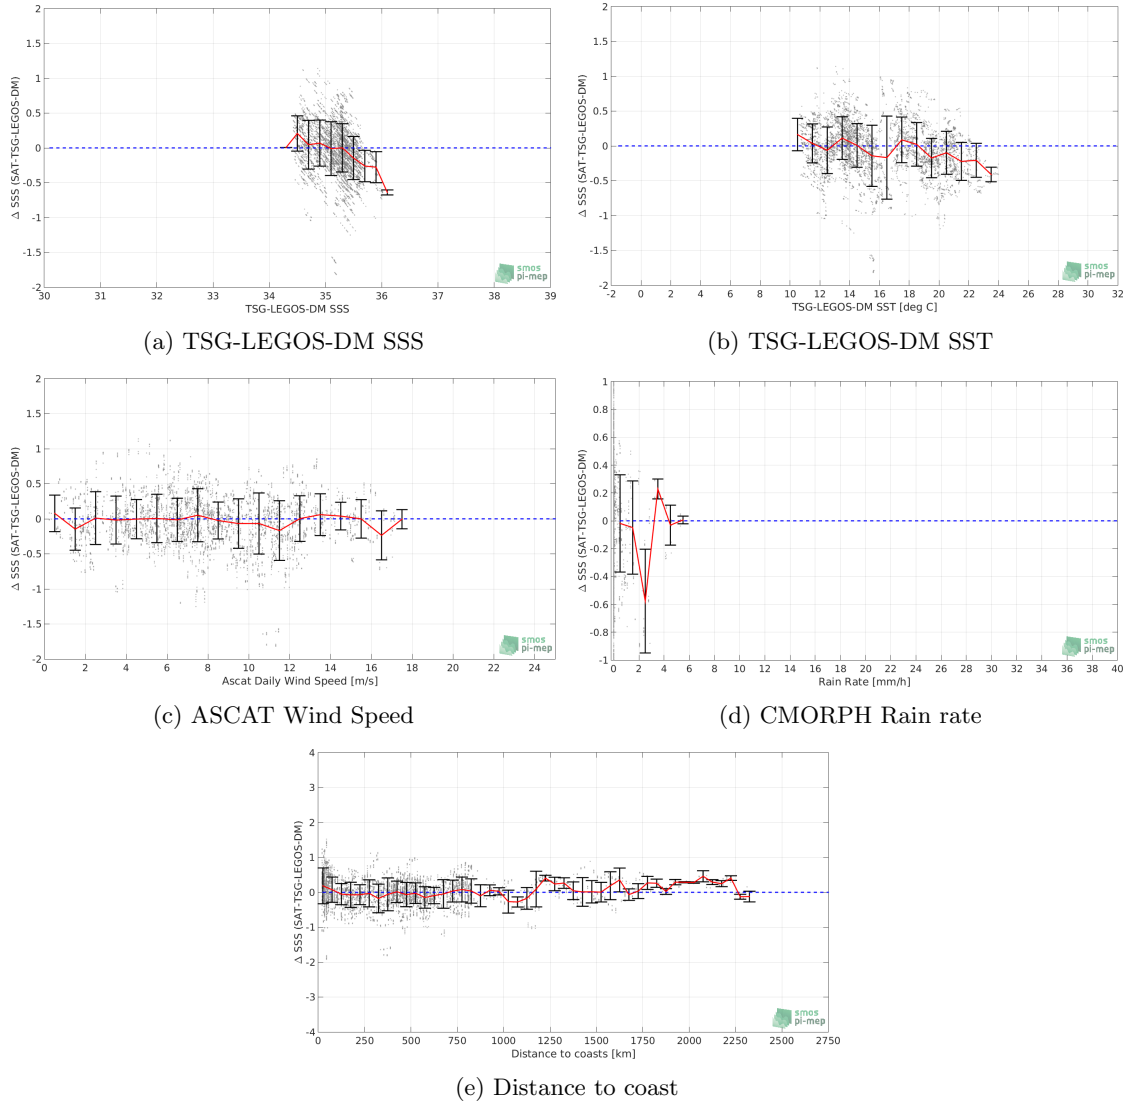 2
1.5
1
0.5
0
-0.5
-1
-1.5
-2
Δ SSS (SAT-TSG-LEGOS-DM)
30 31 32 33 34 35 36 37 38 39
TSG-LEGOS-DM SSS
smos
pi-mep
(a) TSG-LEGOS-DM SSS
2
1.5
1
0.5
0
-0.5
-1
-1.5
-2
Δ SSS (SAT-TSG-LEGOS-DM)
-2 0 2 4 6 8 10 12 14 16 18 20 22 24 26 28 30 32
TSG-LEGOS-DM SST [deg C]
smos
pi-mep
(b) TSG-LEGOS-DM SST
2
1.5
1
0.5
0
-0.5
-1
-1.5
-2
Δ SSS (SAT-TSG-LEGOS-DM)
0 2 4 6 8 10 12 14 16 18 20 22 24
Ascat Daily Wind Speed [m/s]
smos
pi-mep
(c) ASCAT Wind Speed
1
0.8
0.6
0.4
0.2
0
-0.2
-0.4
-0.6
-0.8
-1
Δ SSS (SAT-TSG-LEGOS-DM)
0 2 4 6 8 10 12 14 16 18 20 22 24 26 28 30 32 34 36 38 40
Rain Rate [mm/h]
smos
pi-mep
(d) CMORPH Rain rate
4
3
2
1
0
-1
-2
-3
-4
Δ SSS (SAT-TSG-LEGOS-DM)
0 250 500 750 1000 1250 1500 1750 2000 2250 2500 2750
Distance to coasts [km]
smos
pi-mep
(e) Distance to coast